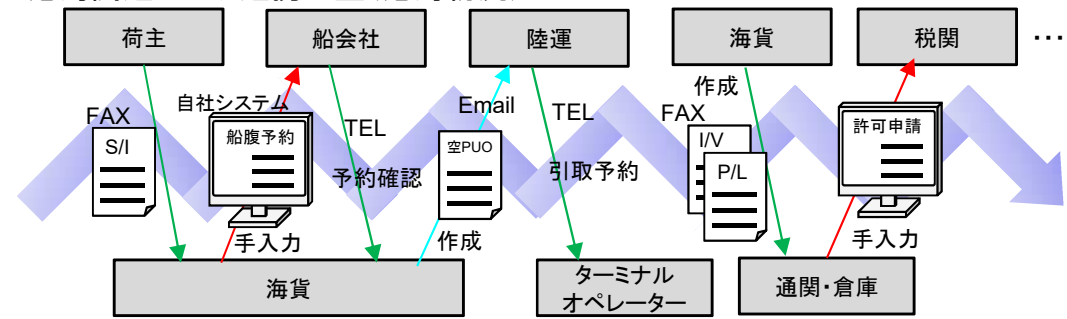 荷主
船会社
陸運
海貨
税関
…
FAX
S/I
自社システム
船腹予約
手入力
TEL
予約確認
Email
空PUO
作成
TEL
引取予約
FAX
作成
I/V
P/L
許可申請
手入力
海貨
ターミナル
オペレーター
通関・倉庫